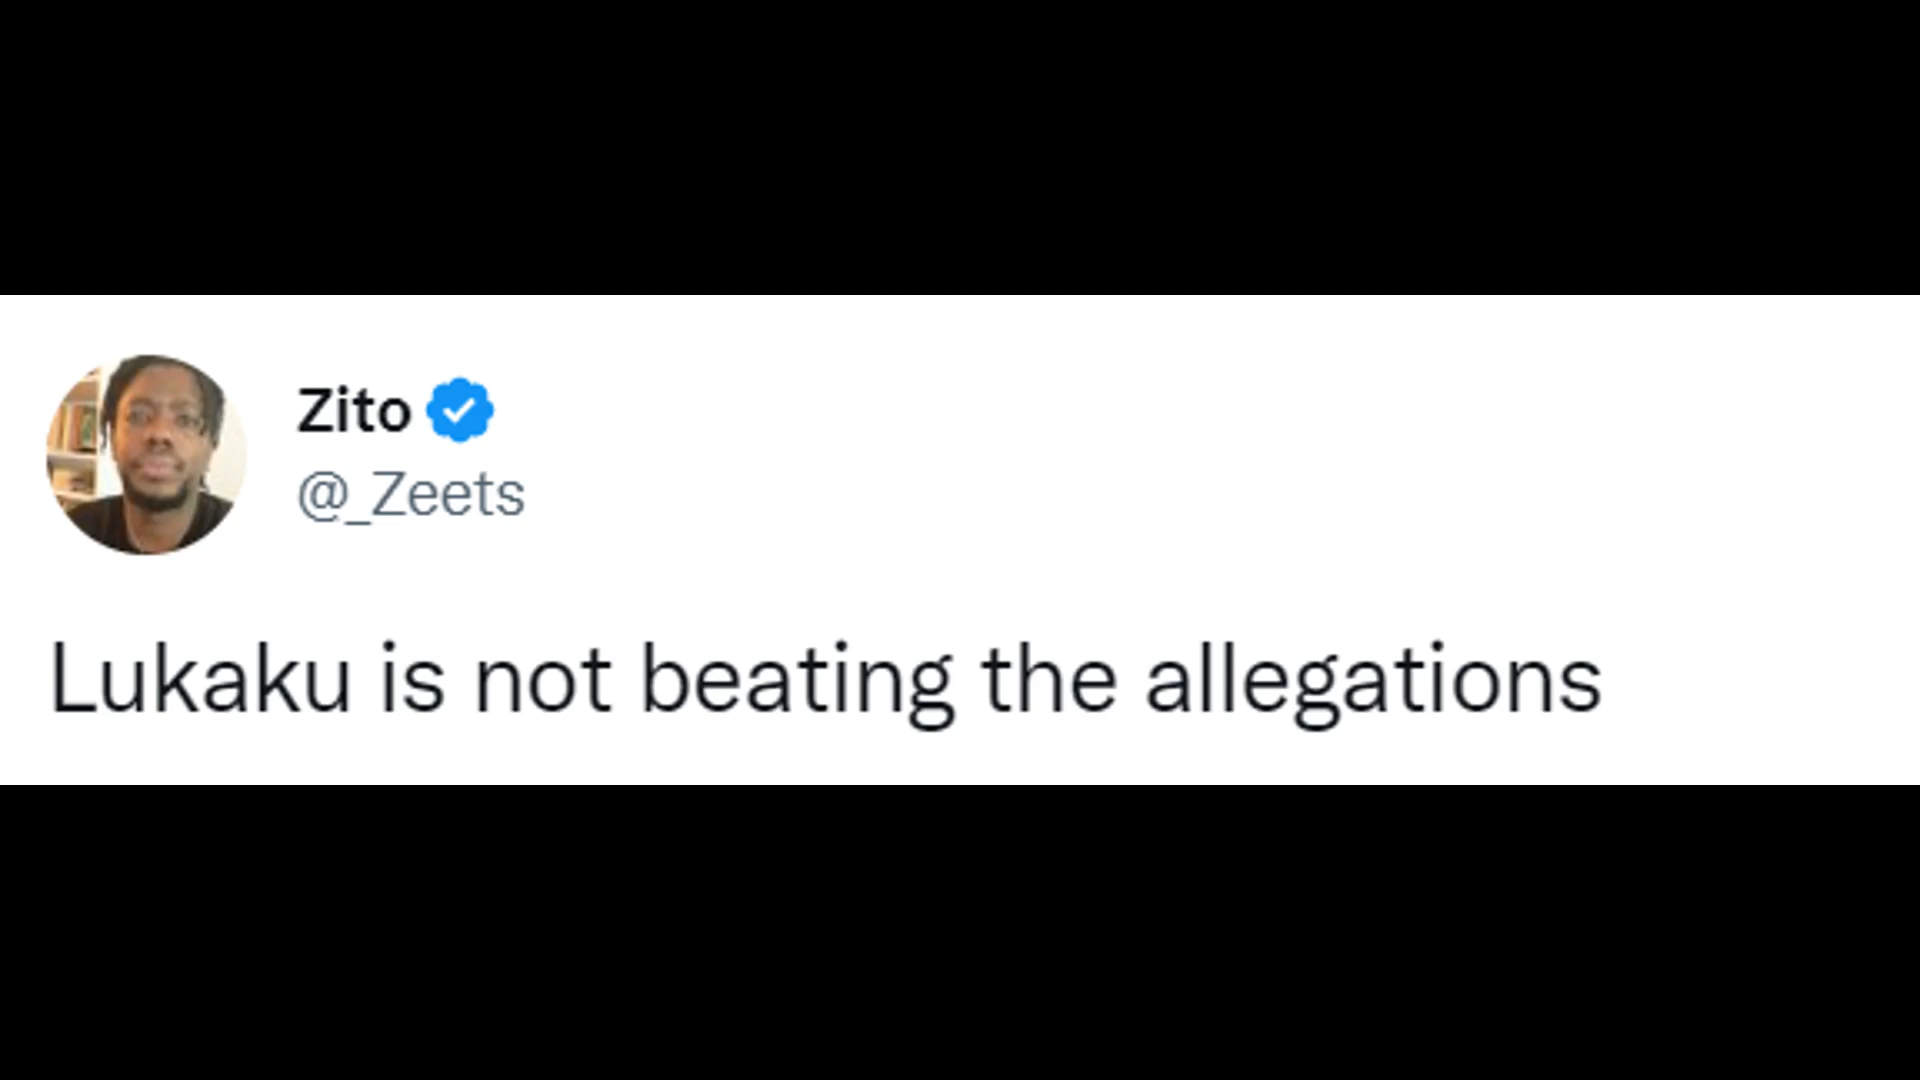 Zito
@_Zeets
Lukaku is not beating the allegations